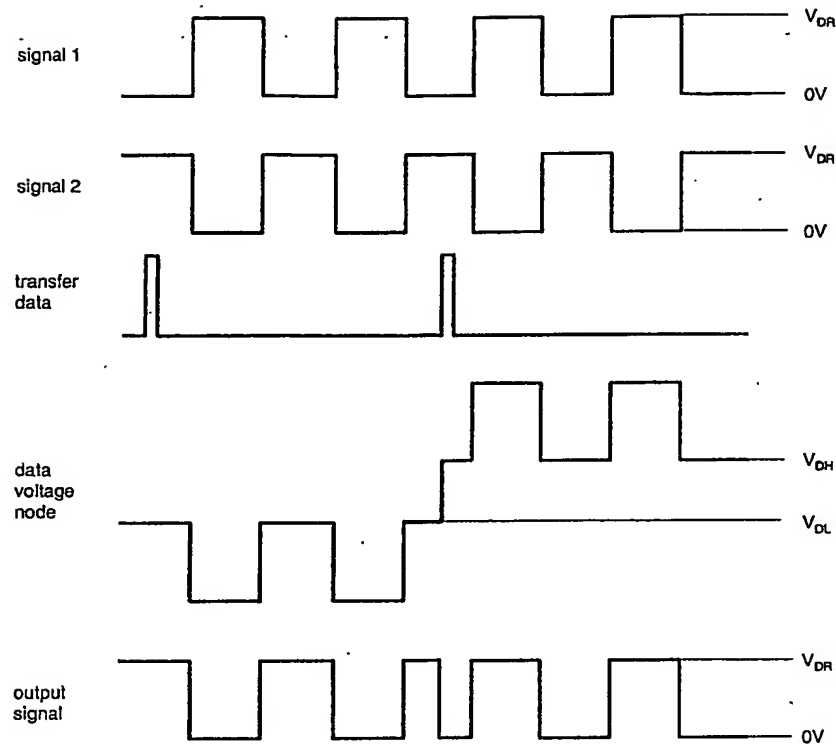 V_DR
signal 1
0V
V_DR
signal 2
0V
transfer
data
V_DH
data
voltage
node
V_DL
V_DR
output
signal
0V